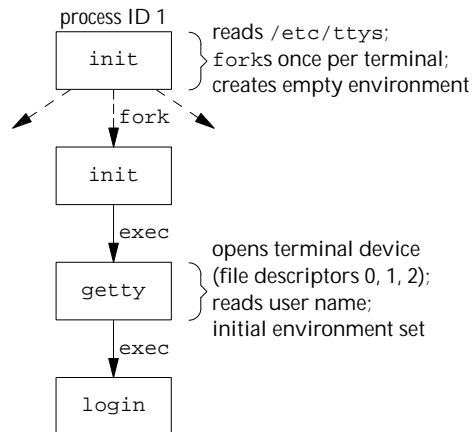 process ID 1
init
reads /etc/ttys;
forks once per terminal;
creates empty environment
fork
init
exec
getty
opens terminal device
(file descriptors 0, 1, 2);
reads user name;
initial environment set
exec
login